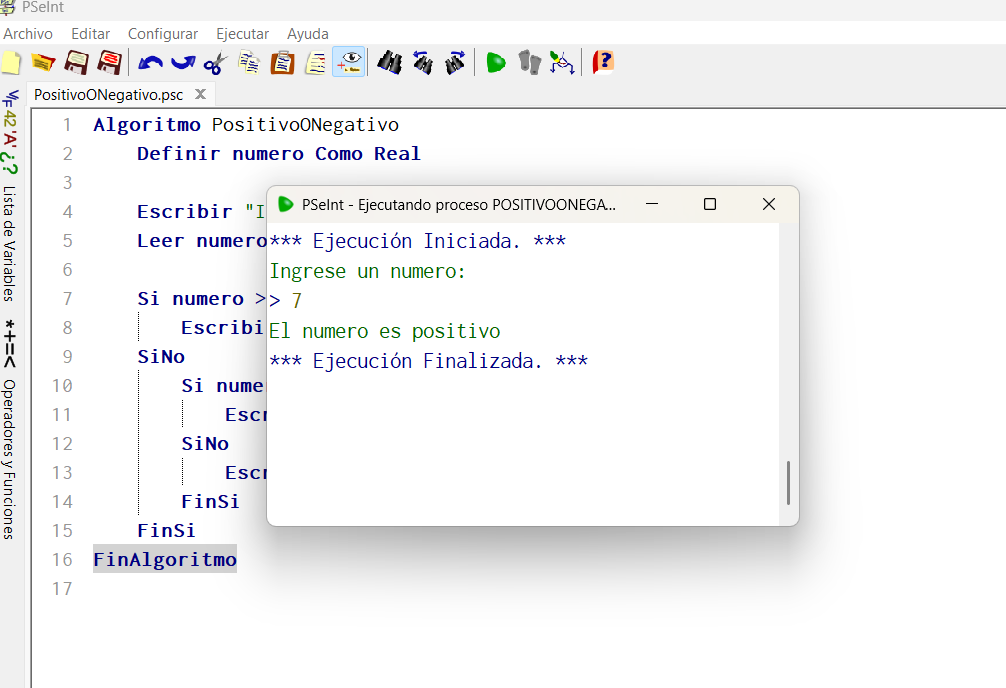 PSeInt
Archivo Editar Configurar Ejecutar Ayuda
PositivoONegativo.psc X
1 Algoritmo PositivoONegativo
2 Definir numero Como Real
3
4 Escribir "I
5 Leer numero
6
7 Si numero >
8 Escribi
9 SiNo
10 Si nume
11 Escr
12 SiNo
13 Escr
14 FinSi
15 FinSi
16 FinAlgoritmo
17
PSeInt - Ejecutando proceso POSITIVOONEGA...
*** Ejecución Iniciada. ***
Ingrese un numero:
> 7
El numero es positivo
*** Ejecución Finalizada. ***
42 'A' ¿?
Lista de Variables
*+=<
Operadores y Funciones